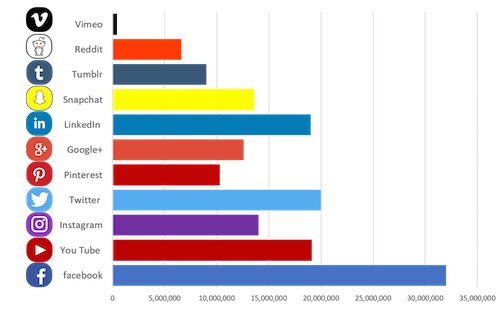 Vimeo
Reddit
Tumblr
Snapchat
in LinkedIn
g+ Google+
Pinterest
Twitter
Instagram
You Tube
f facebook
0 5,000,000 10,000,000 15,000,000 20,000,000 25,000,000 30,000,000 35,000,000